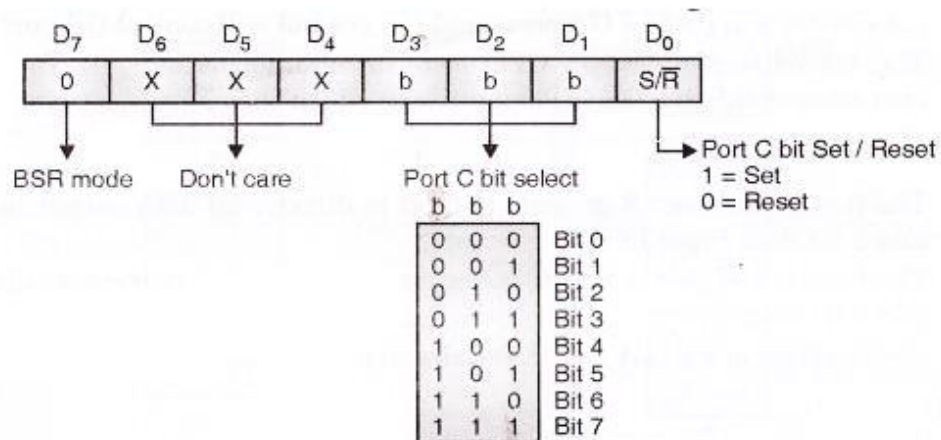 D7 D6 D5 D4 D3 D2 D1 D0
0 X X X b b b S/R̅
BSR mode
Don't care
Port C bit select
Port C bit Set / Reset
1 = Set
0 = Reset
b b b
0 0 0 Bit 0
0 0 1 Bit 1
0 1 0 Bit 2
0 1 1 Bit 3
1 0 0 Bit 4
1 0 1 Bit 5
1 1 0 Bit 6
1 1 1 Bit 7